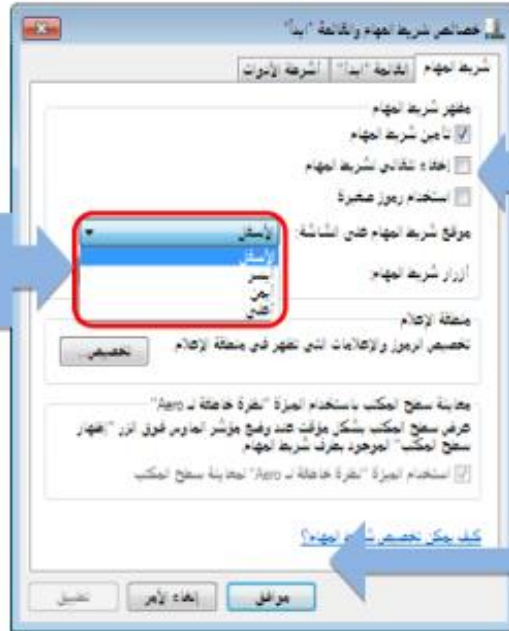 خصائص شريط المهام والقائمة "ابدأ"
شريط المهام القائمة "ابدأ" أشرطة الأدوات
مظهر شريط المهام
تأمين شريط المهام
إخفاء تلقائي لشريط المهام
استخدام رموز صغيرة
موقع شريط المهام على الشاشة: الأسفل
الأسفل
يسر
يمن
أعلى
أزرار شريط المهام:
منطقة الإعلام
تخصيص الرموز والإعلامات التي تظهر في منطقة الإعلام
تخصيص...
معاينة سطح المكتب باستخدام الميزة "نظرة خاطفة لـ Aero"
عرض سطح المكتب بشكل مؤقت عند وضع مؤشر الماوس فوق الزر "إظهار
سطح المكتب" الموجود بطرف شريط المهام.
استخدام الميزة "نظرة خاطفة لـ Aero" لمعاينة سطح المكتب
كيف يمكن تخصيص المهام؟
موافق إلغاء الأمر تطبيق